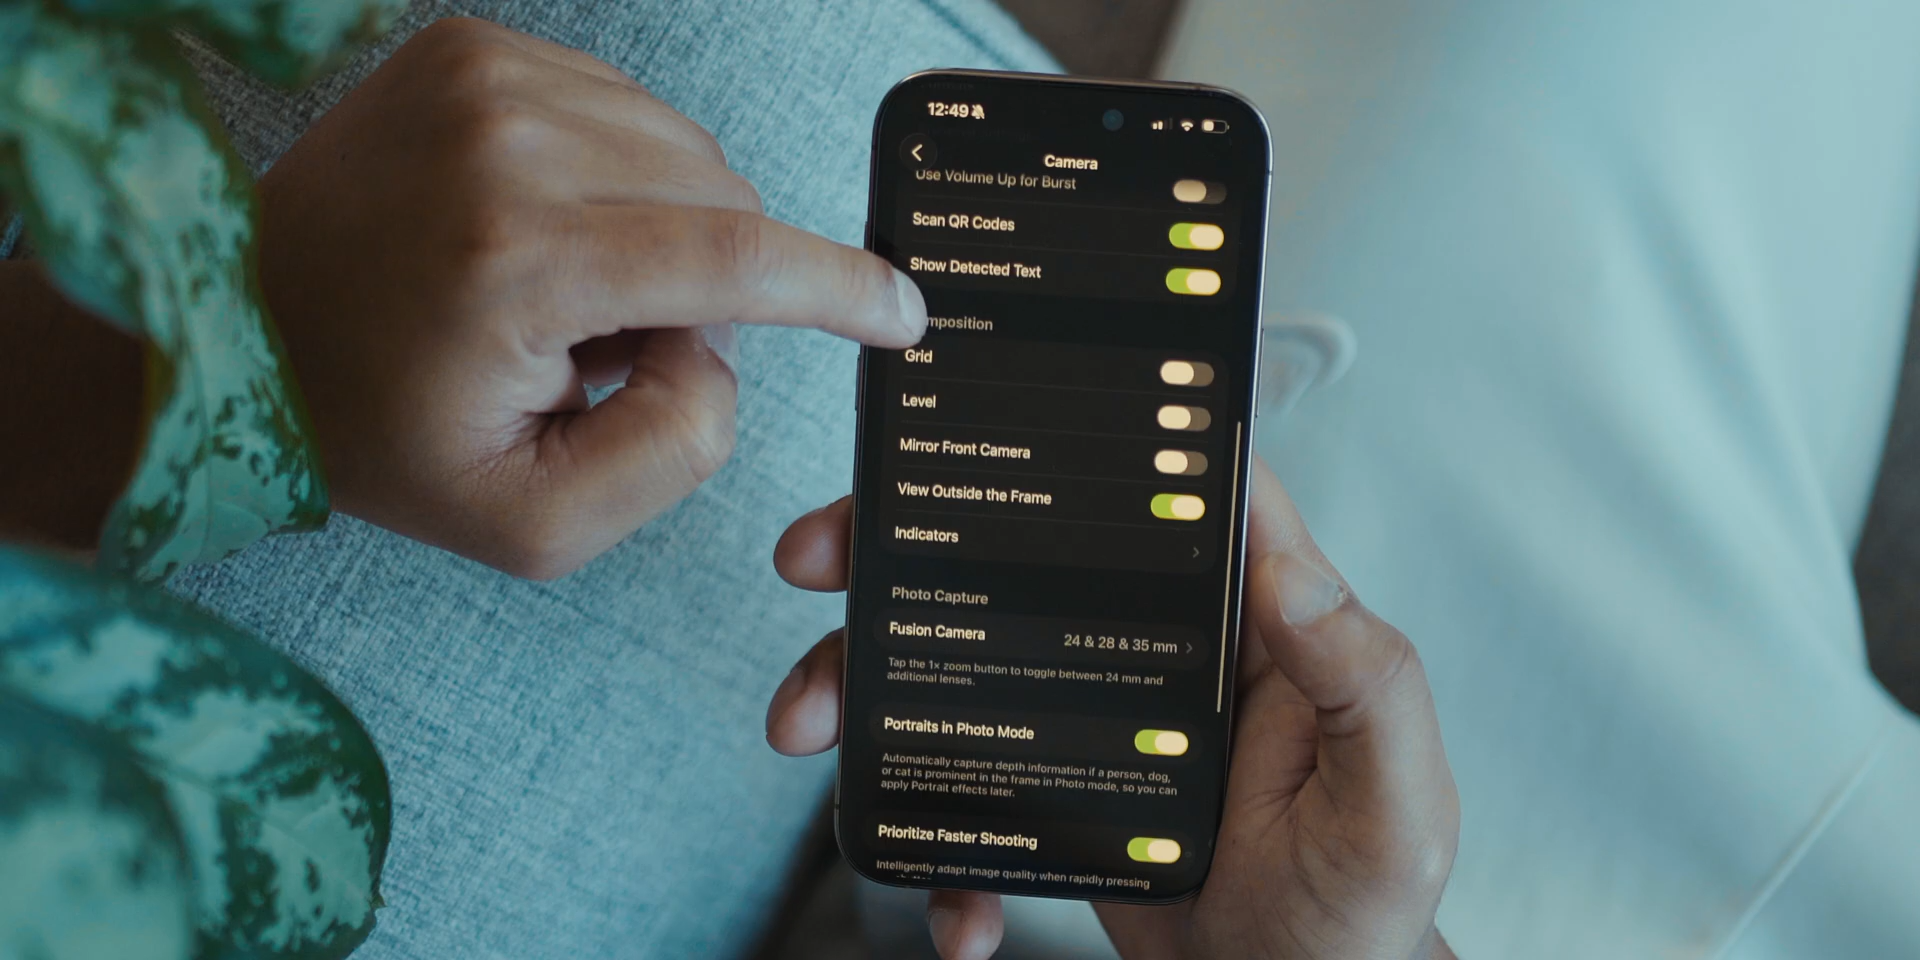 12:49
Camera
Use Volume Up for Burst
Scan QR Codes
Show Detected Text
mposition
Grid
Level
Mirror Front Camera
View Outside the Frame
Indicators
Photo Capture
Fusion Camera 24 & 28 & 35 mm
Tap the 1× zoom button to toggle between 24 mm and
additional lenses.
Portraits in Photo Mode
Automatically capture depth information if a person, dog,
or cat is prominent in the frame in Photo mode, so you can
apply Portrait effects later.
Prioritize Faster Shooting
Intelligently adapt image quality when rapidly pressing